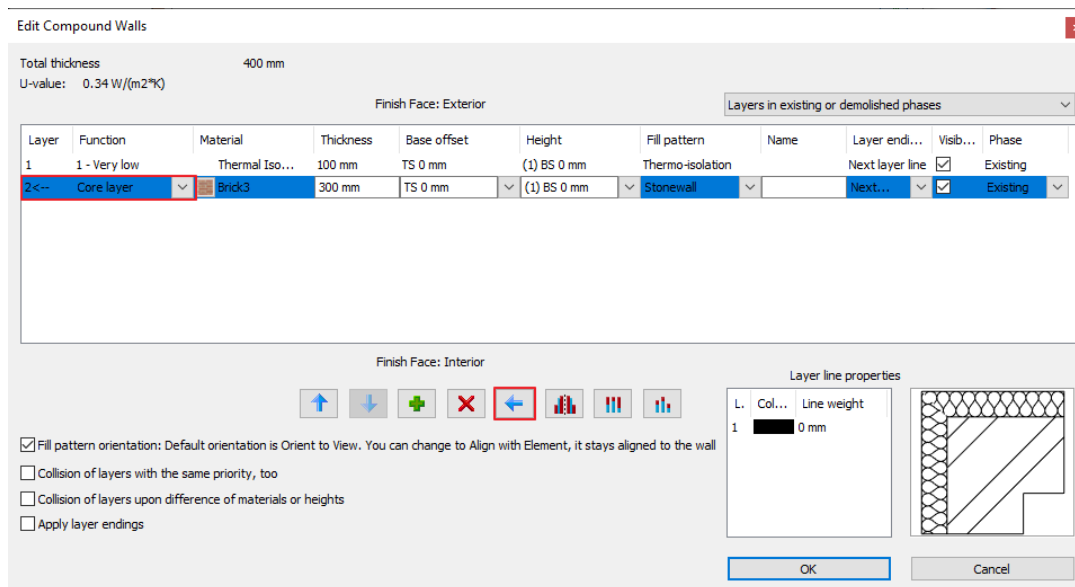 Edit Compound Walls
Total thickness 400 mm
U-value: 0.34 W/(m2*K)
Finish Face: Exterior
Layers in existing or demolished phases
Layer Function Material Thickness Base offset Height Fill pattern Name Layer endi... Visib... Phase
1 1 - Very low Thermal Iso... 100 mm TS 0 mm (1) BS 0 mm Thermo-isolation Next layer line Existing
2<-- Core layer Brick3 300 mm TS 0 mm (1) BS 0 mm Stonewall Next... Existing
Finish Face: Interior
Layer line properties
L. Col... Line weight
1 0 mm
Fill pattern orientation: Default orientation is Orient to View. You can change to Align with Element, it stays aligned to the wall
Collision of layers with the same priority, too
Collision of layers upon difference of materials or heights
Apply layer endings
OK Cancel